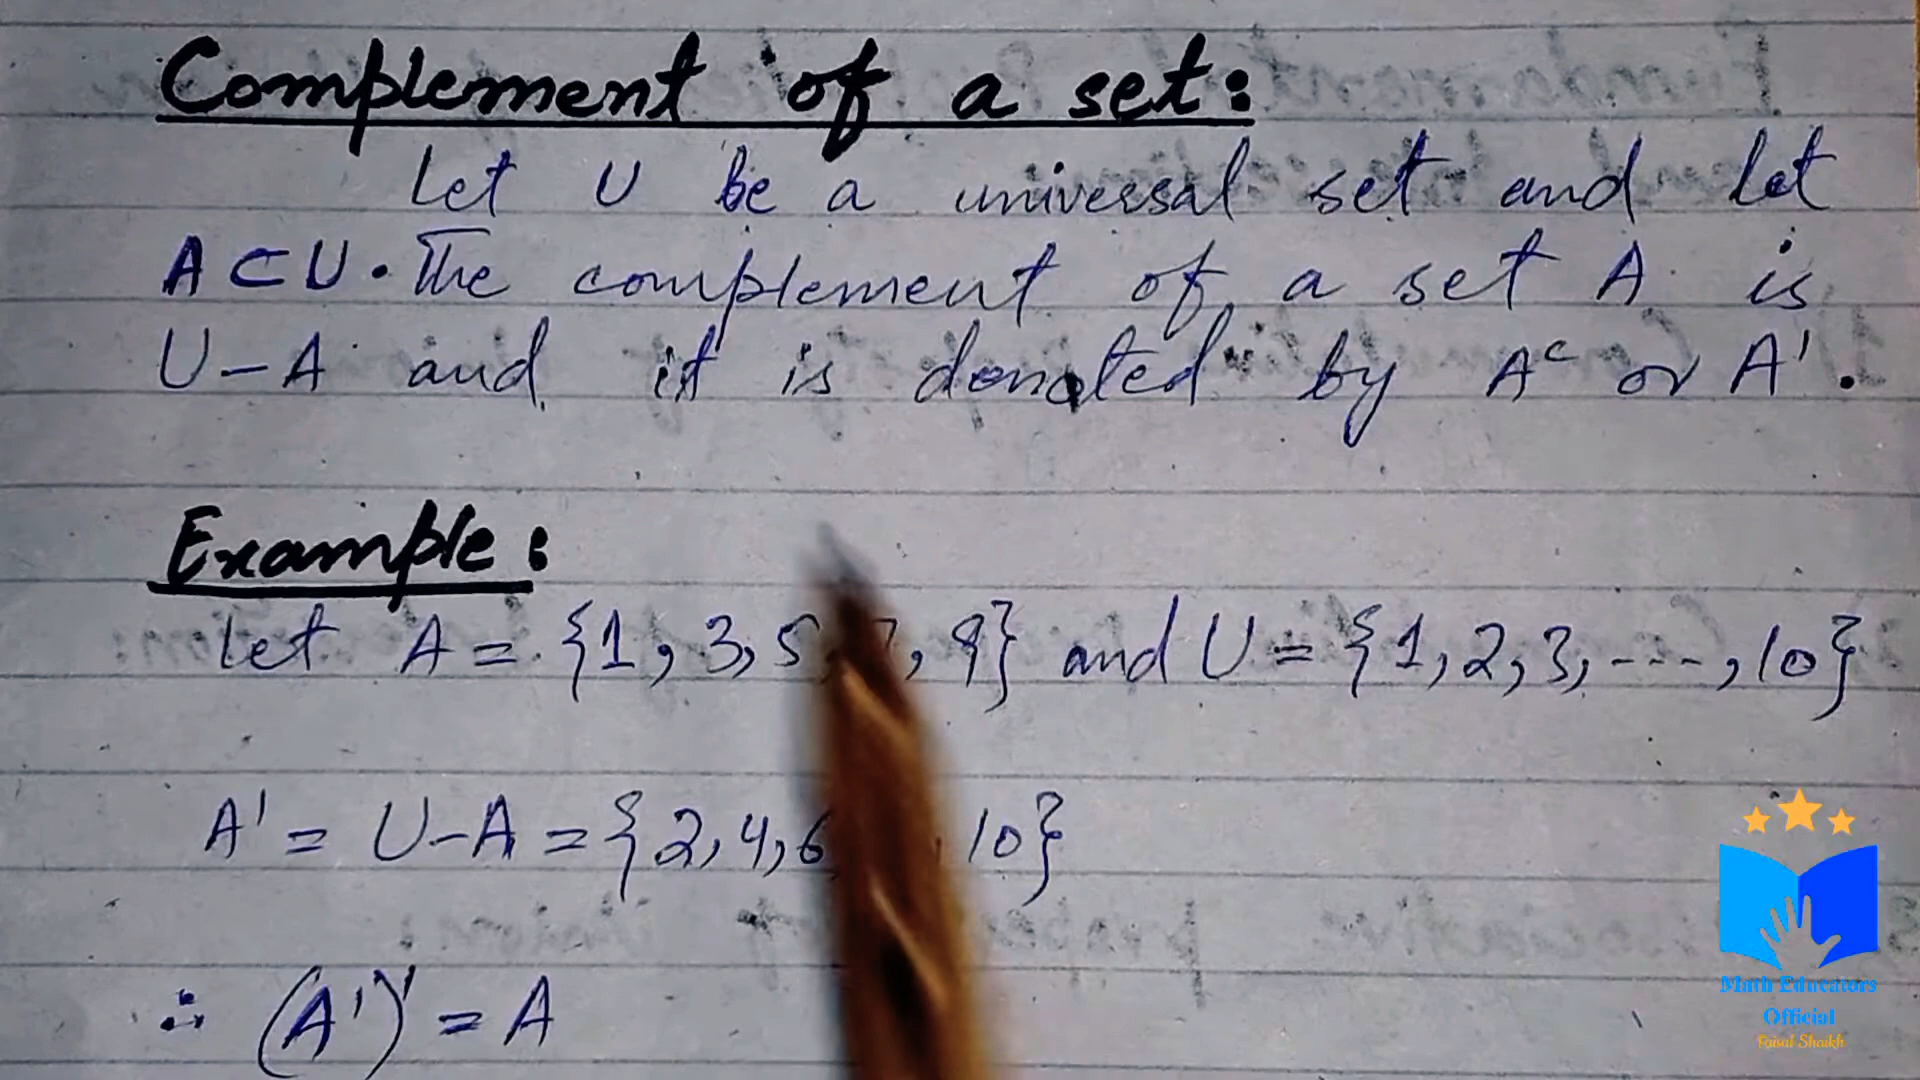 Complement of a set:
Let U be a universal set and let
A ⊂ U. The complement of a set A is
U - A and it is denoted by Aᶜ or A'.
Example:
Let A = {1, 3, 5, , 9} and U = {1, 2, 3, ----, 10}
A' = U - A = {2, 4, 6 , 10}
∴ (A')' = A
Math Educators
Official
Faisal Shaikh